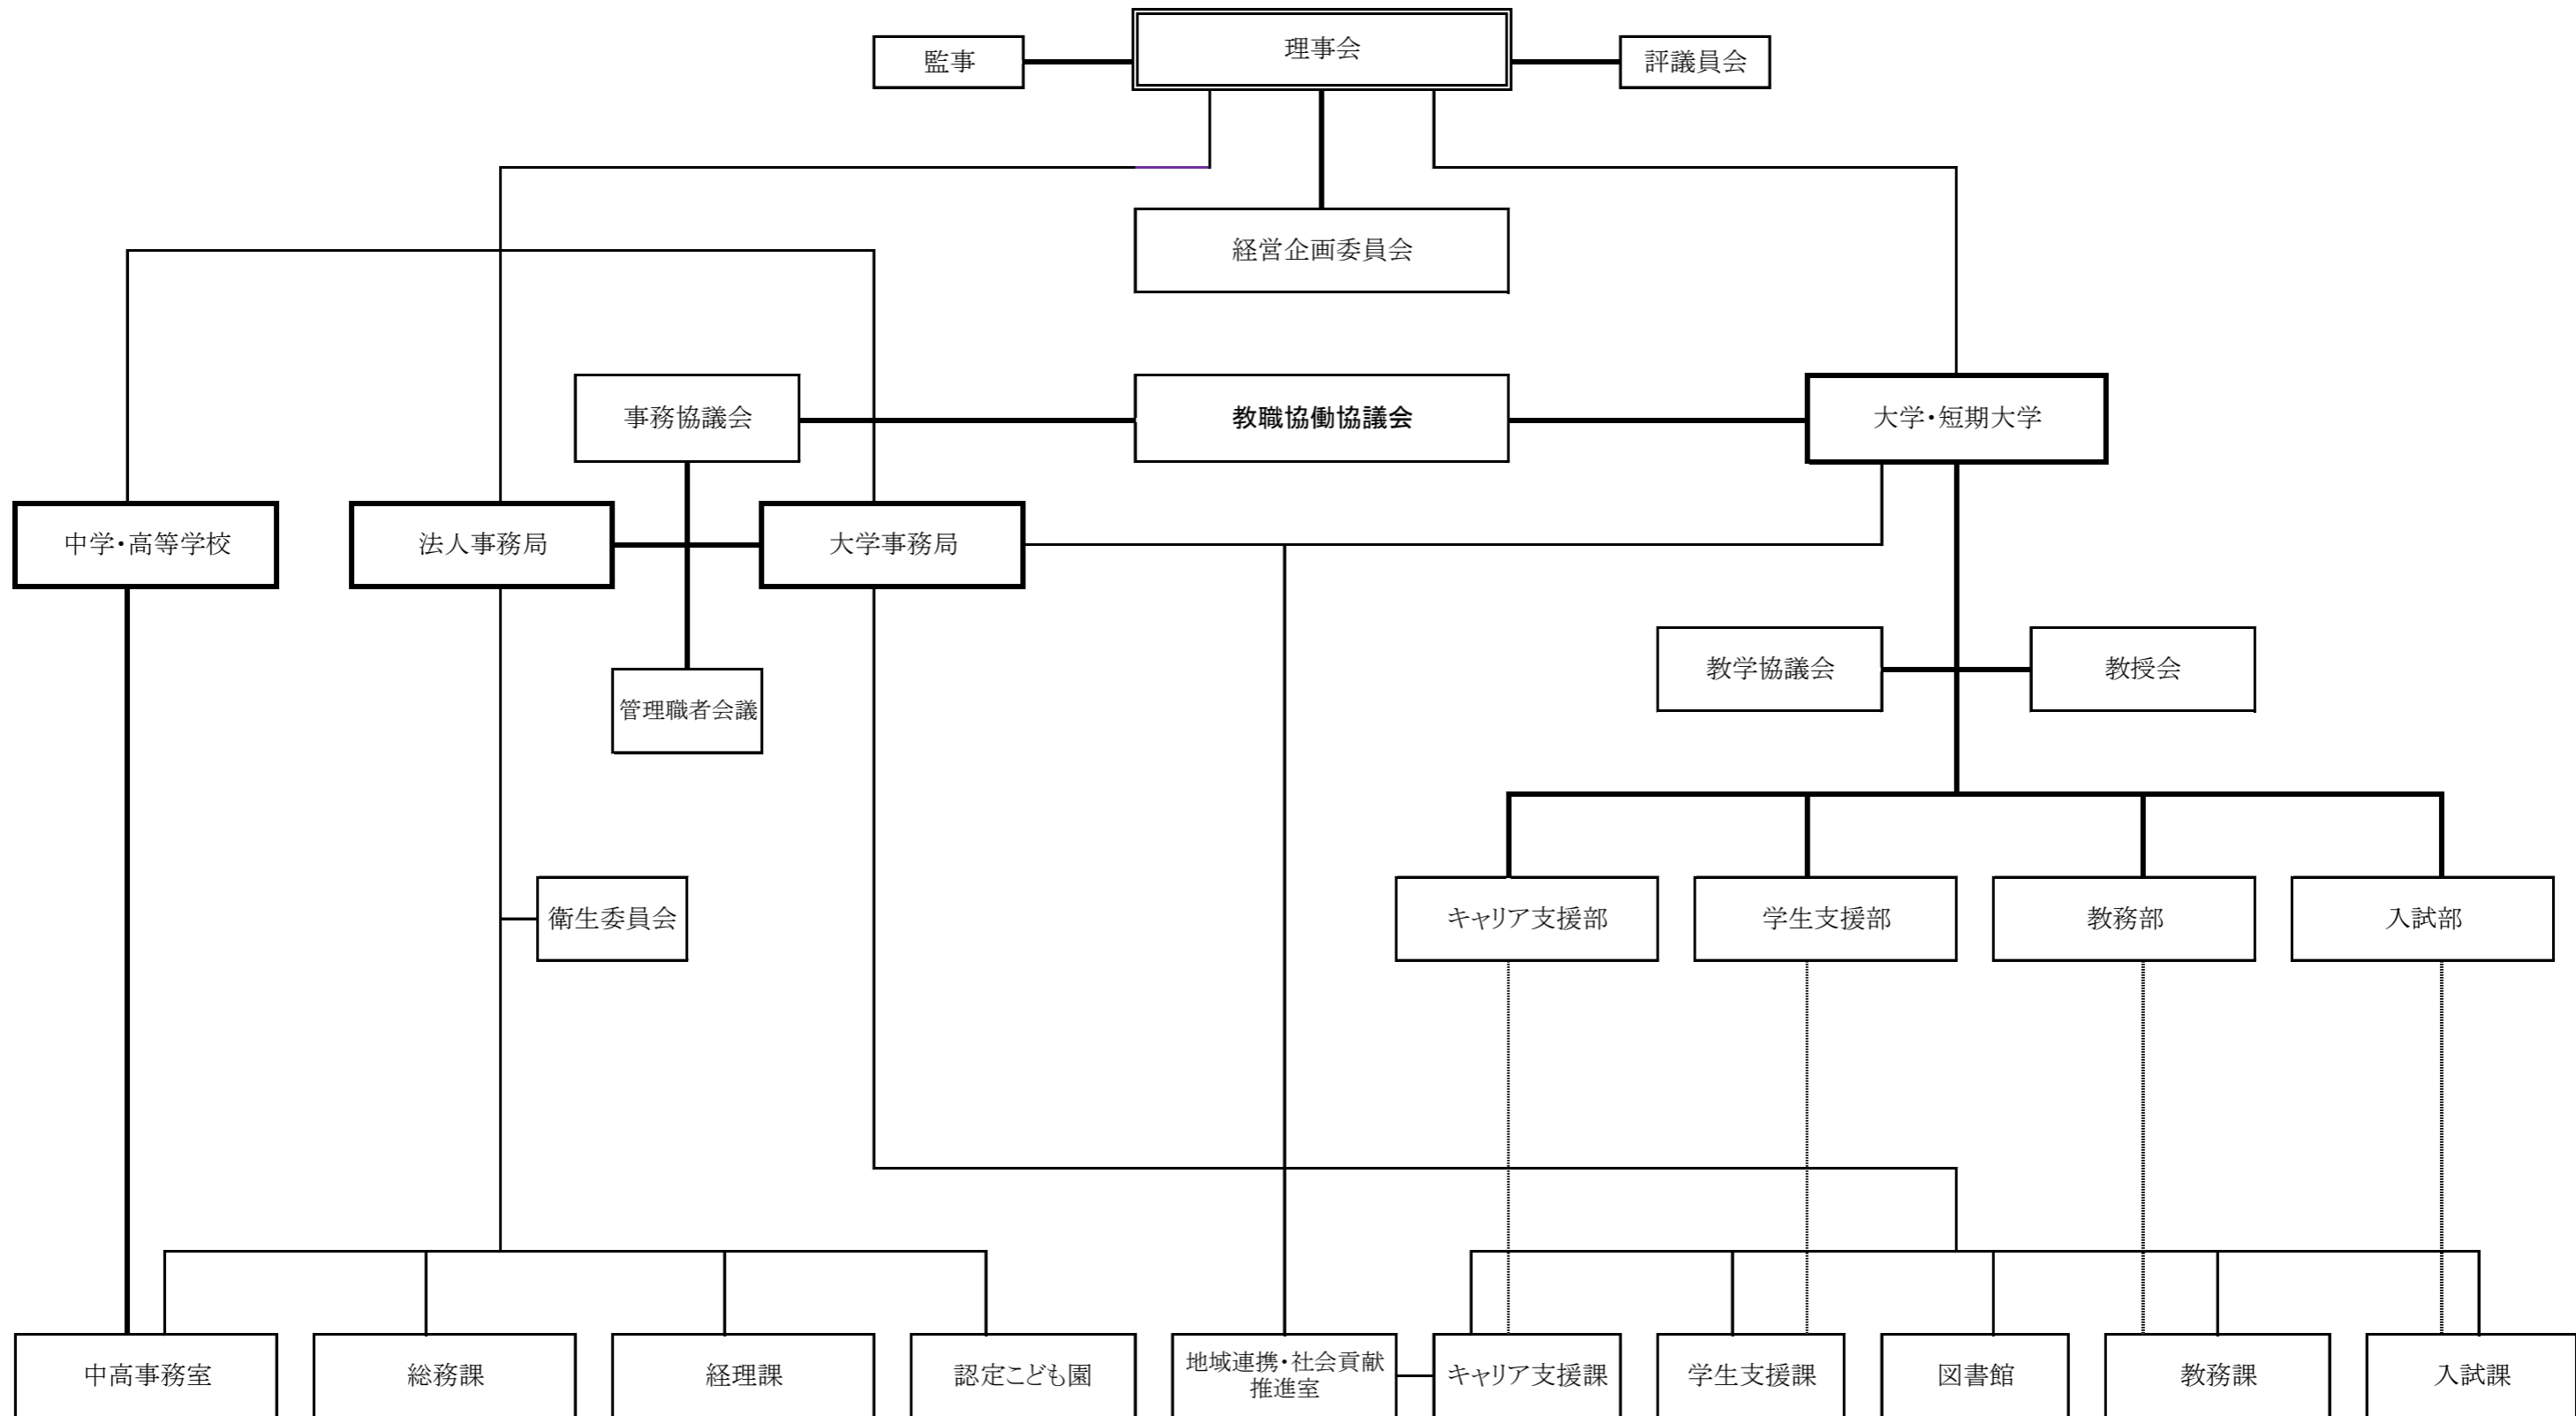 監事
理事会
評議員会
経営企画委員会
事務協議会
教職協働協議会
大学・短期大学
中学・高等学校
法人事務局
大学事務局
教学協議会
教授会
管理職者会議
衛生委員会
キャリア支援部
学生支援部
教務部
入試部
中高事務室
総務課
経理課
認定こども園
地域連携・社会貢献
推進室
キャリア支援課
学生支援課
図書館
教務課
入試課